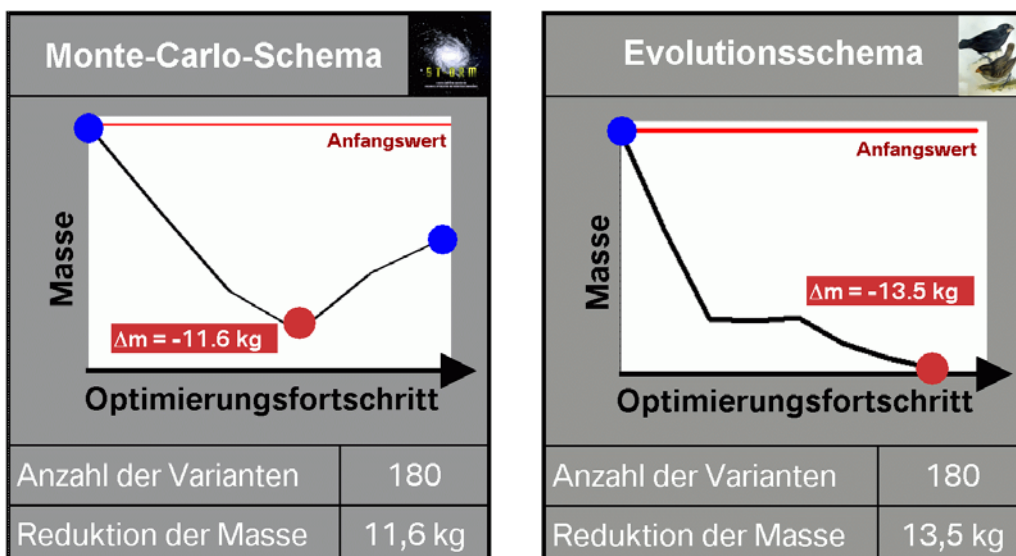 Monte-Carlo-Schema
STORM
Anfangswert
Masse
Δm = -11.6 kg
Optimierungsfortschritt
Anzahl der Varianten 180
Reduktion der Masse 11,6 kg
Evolutionsschema
Anfangswert
Masse
Δm = -13.5 kg
Optimierungsfortschritt
Anzahl der Varianten 180
Reduktion der Masse 13,5 kg